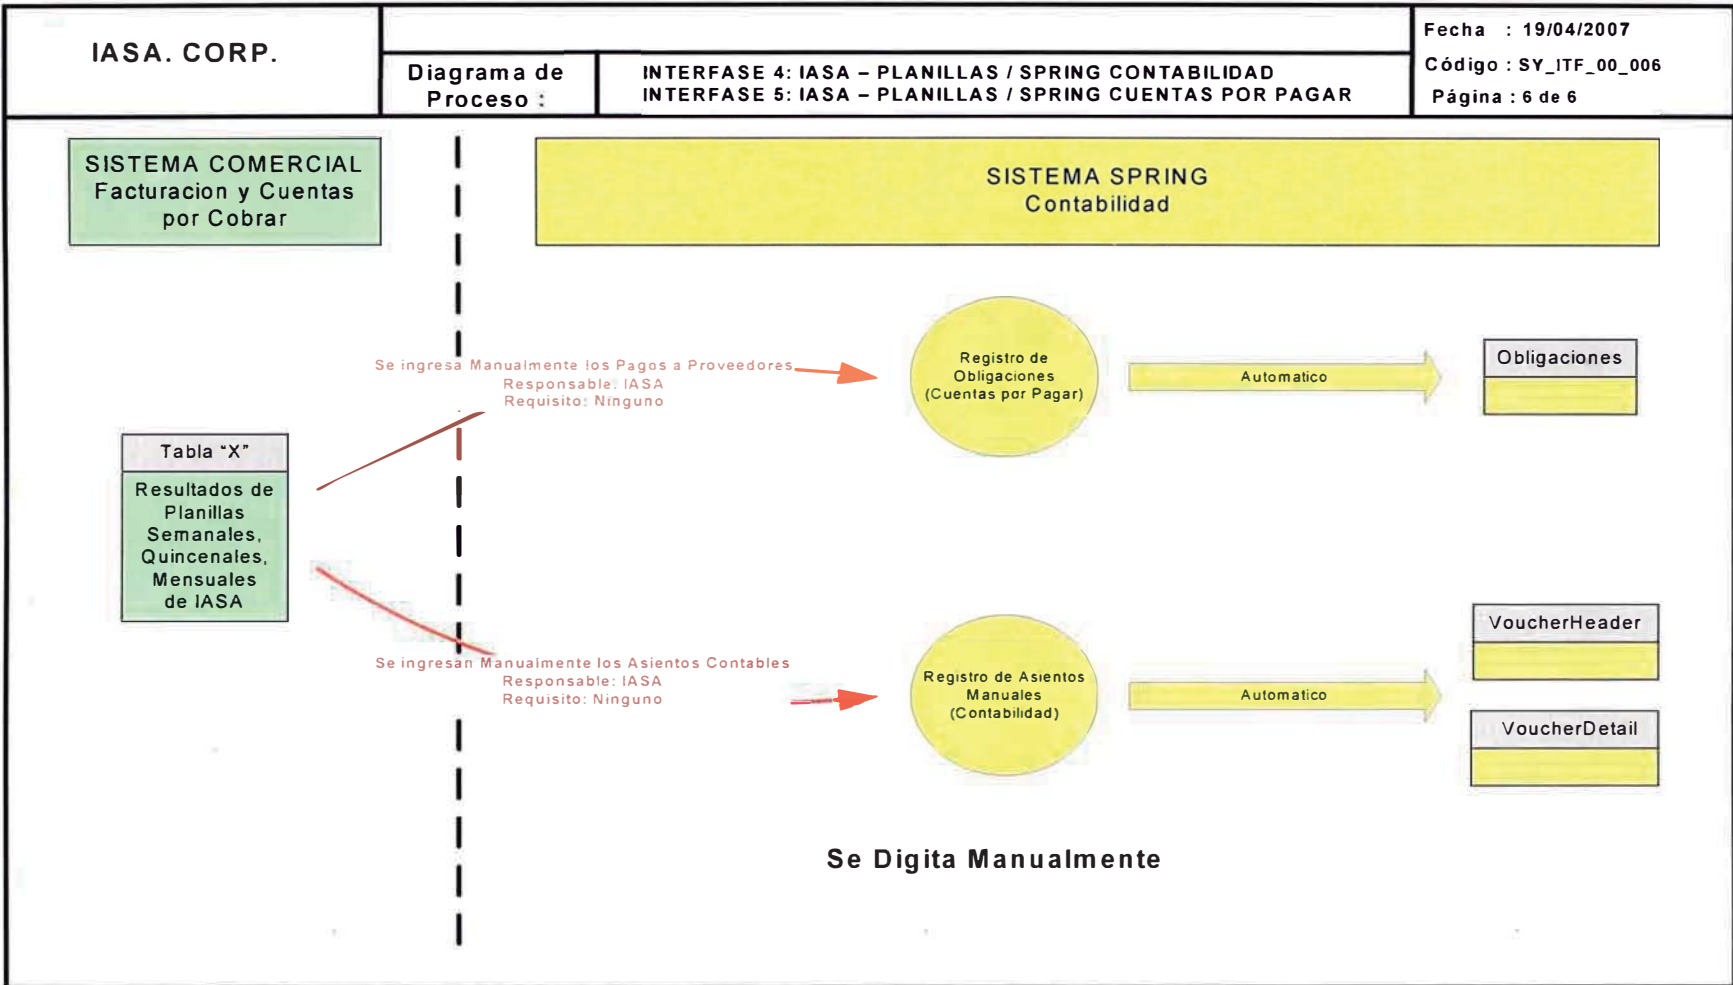 IASA. CORP.
Diagrama de
Proceso :
INTERFASE 4: IASA – PLANILLAS / SPRING CONTABILIDAD
INTERFASE 5: IASA – PLANILLAS / SPRING CUENTAS POR PAGAR
Fecha : 19/04/2007
Código : SY_ITF_00_006
Página : 6 de 6
SISTEMA COMERCIAL
Facturacion y Cuentas
por Cobrar
SISTEMA SPRING
Contabilidad
Se ingresa Manualmente los Pagos a Proveedores
Responsable: IASA
Requisito: Ninguno
Registro de
Obligaciones
(Cuentas por Pagar)
Automatico
Obligaciones
Tabla “X”
Resultados de
Planillas
Semanales,
Quincenales,
Mensuales
de IASA
Se ingresan Manualmente los Asientos Contables
Responsable: IASA
Requisito: Ninguno
Registro de Asientos
Manuales
(Contabilidad)
Automatico
VoucherHeader
VoucherDetail
Se Digita Manualmente